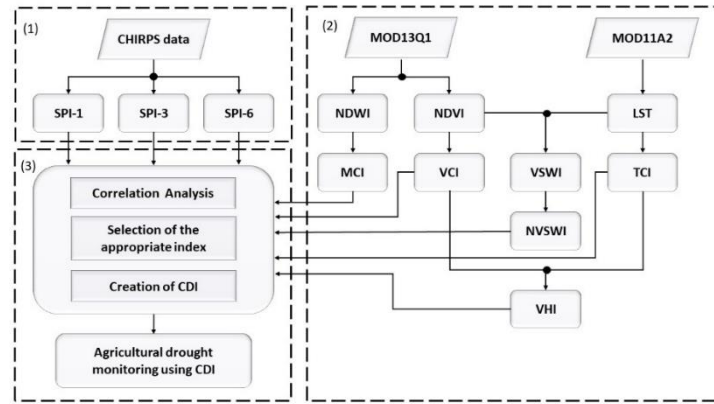 (1)
CHIRPS data
SPI-1
SPI-3
SPI-6
(2)
MOD13Q1
MOD11A2
NDWI
NDVI
LST
MCI
VCI
VSWI
TCI
NVSWI
VHI
(3)
Correlation Analysis
Selection of the
appropriate index
Creation of CDI
Agricultural drought
monitoring using CDI